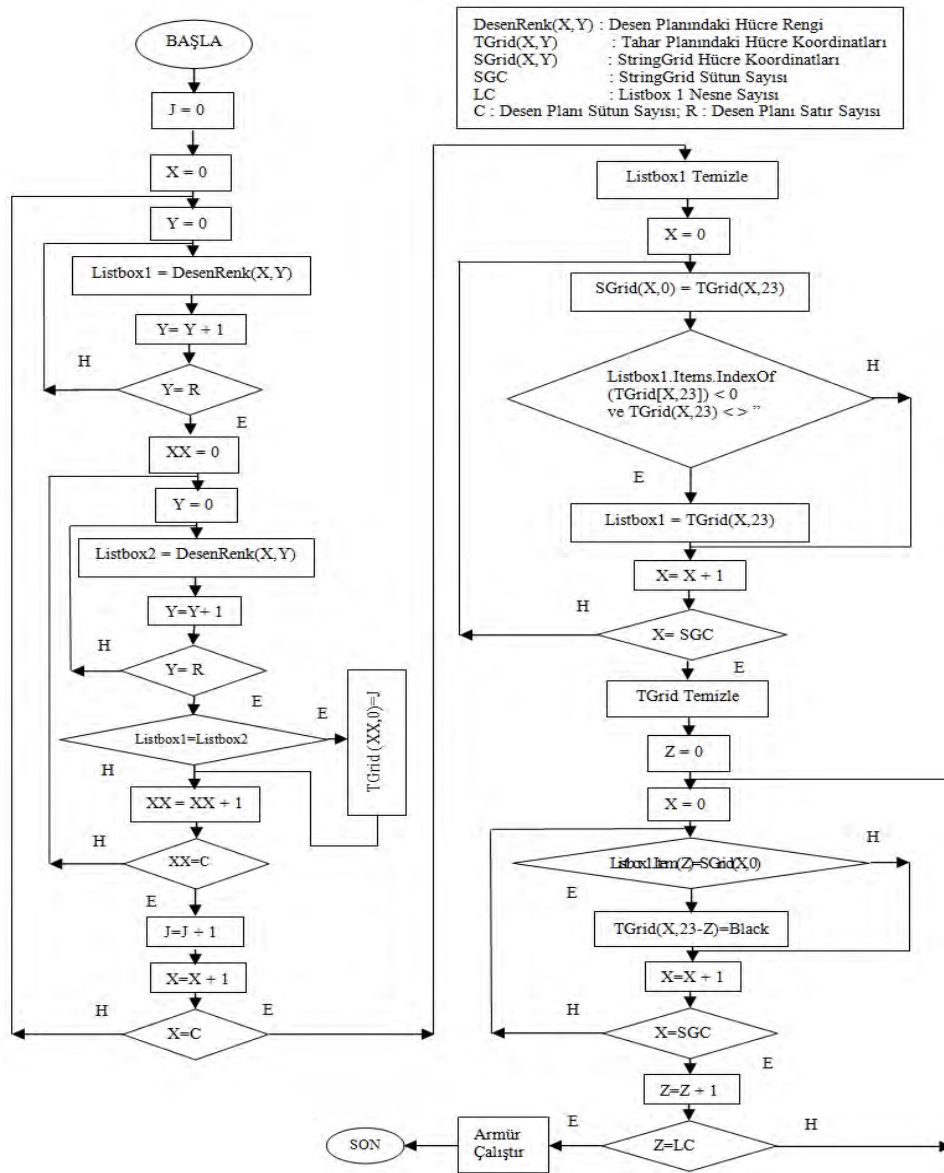 DesenRenk(X,Y) : Desen Planındaki Hücre Rengi
TGrid(X,Y) : Tahar Planındaki Hücre Koordinatları
SGrid(X,Y) : StringGrid Hücre Koordinatları
SGC : StringGrid Sütun Sayısı
LC : Listbox 1 Nesne Sayısı
C : Desen Planı Sütun Sayısı; R : Desen Planı Satır Sayısı
BAŞLA
J = 0
X = 0
Y = 0
Listbox1 = DesenRenk(X,Y)
Y= Y + 1
H
Y= R
E
XX = 0
Y = 0
Listbox2 = DesenRenk(X,Y)
Y=Y+ 1
H
Y= R
E
E
Listbox1=Listbox2
TGrid (XX,0)=J
H
XX = XX + 1
H
XX=C
E
J=J + 1
X=X + 1
H
E
X=C
Listbox1 Temizle
X = 0
SGrid(X,0) = TGrid(X,23)
H
Listbox1.Items.IndexOf
(TGrid[X,23]) < 0
ve TGrid(X,23) < > ”
E
Listbox1 = TGrid(X,23)
X= X + 1
H
X= SGC
E
TGrid Temizle
Z = 0
X = 0
H
Listbox1.Item(Z)=SGrid(X,0)
E
TGrid(X,23-Z)=Black
X=X + 1
H
X=SGC
E
Z=Z + 1
E
H
Z=LC
Armür
Çalıştır
SON